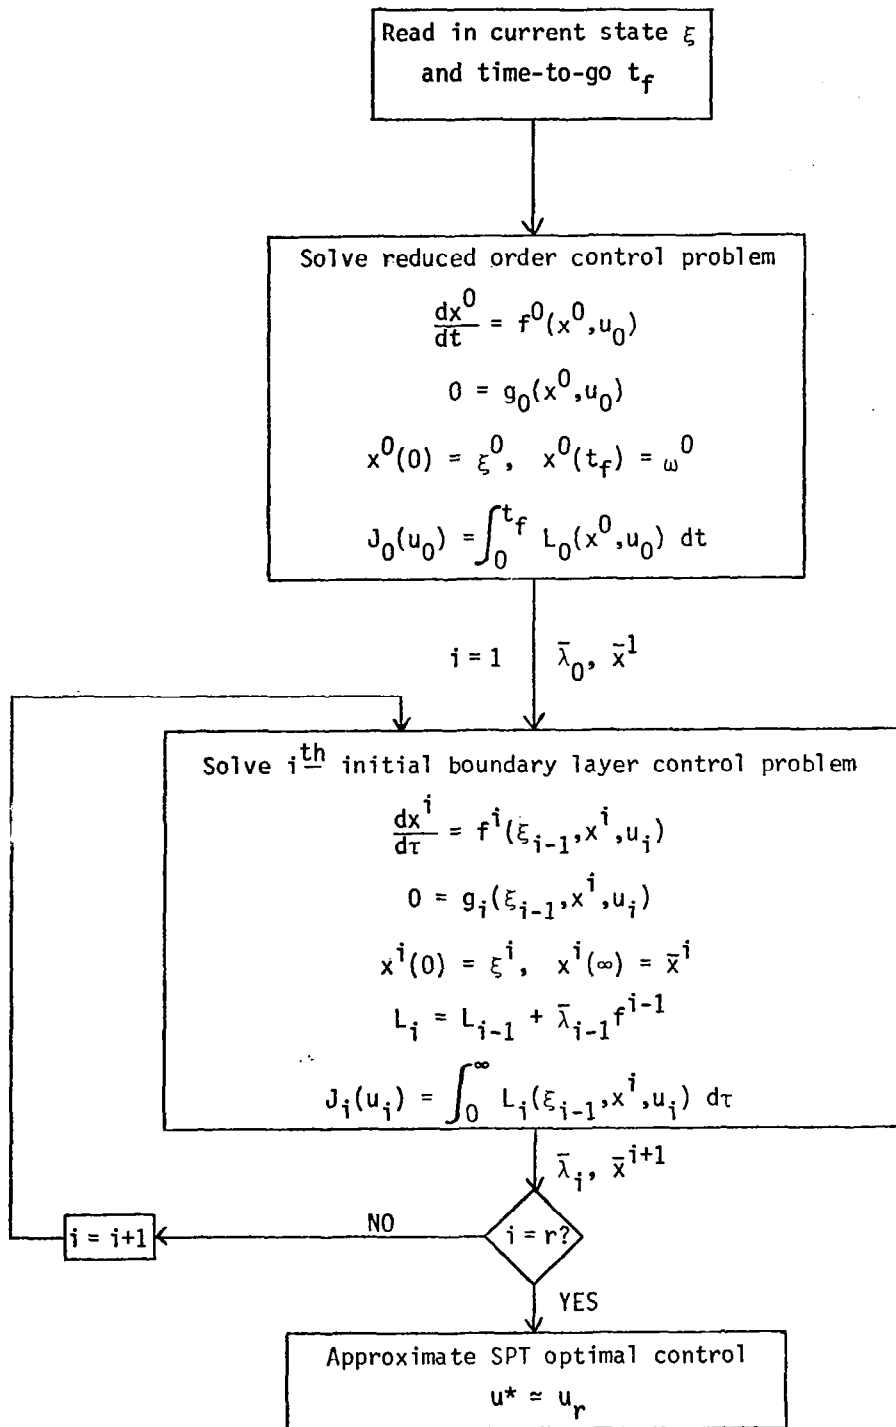 Read in current state ξ
and time-to-go t_f
Solve reduced order control problem
dx^0/dt = f^0(x^0,u_0)
0 = g_0(x^0,u_0)
x^0(0) = ξ^0, x^0(t_f) = ω^0
J_0(u_0) = ∫_0^{t_f} L_0(x^0,u_0) dt
i = 1 λ̄_0, x̄^1
Solve i^th initial boundary layer control problem
dx^i/dτ = f^i(ξ_{i-1},x^i,u_i)
0 = g_i(ξ_{i-1},x^i,u_i)
x^i(0) = ξ^i, x^i(∞) = x̄^i
L_i = L_{i-1} + λ̄_{i-1}f^{i-1}
J_i(u_i) = ∫_0^∞ L_i(ξ_{i-1},x^i,u_i) dτ
λ̄_i, x̄^{i+1}
i = i+1
NO
i = r?
YES
Approximate SPT optimal control
u* ≃ u_r